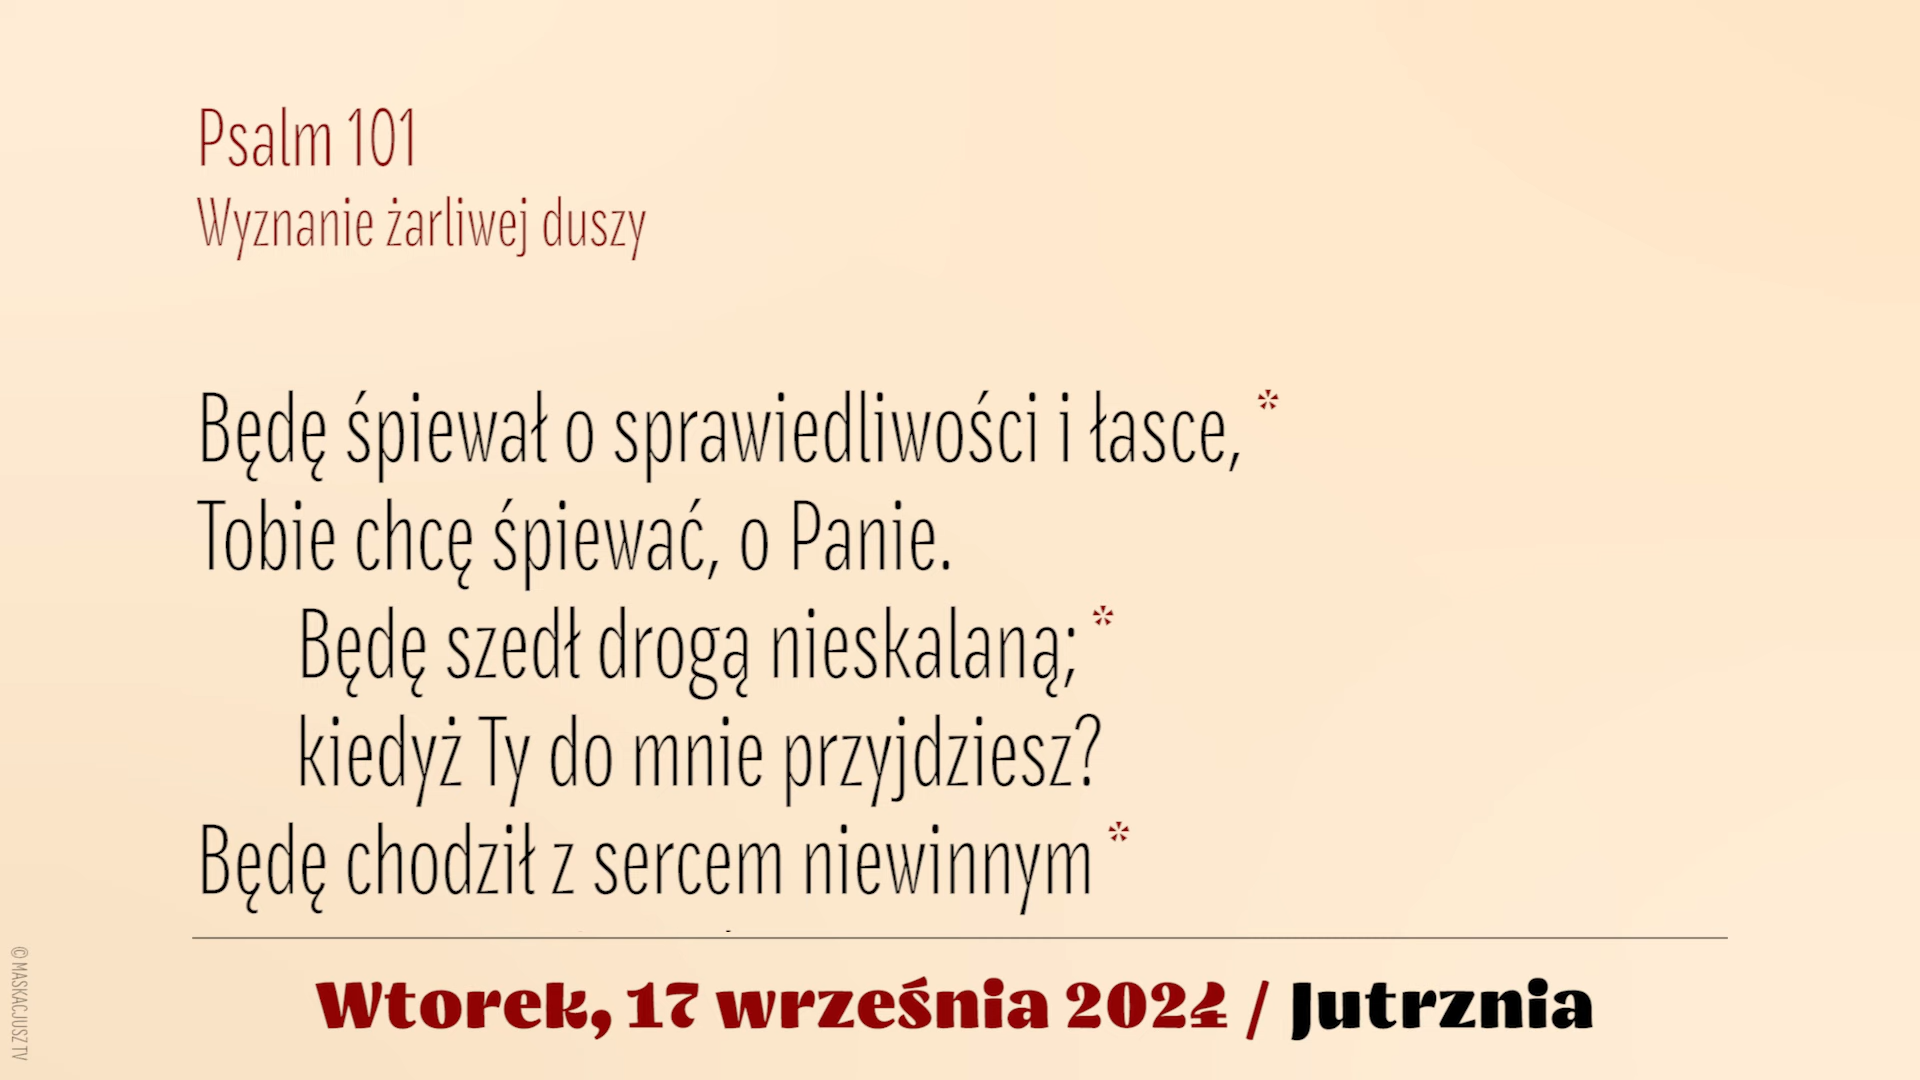 Psalm 101
Wyznanie żarliwej duszy
Będę śpiewał o sprawiedliwości i łasce, *
Tobie chcę śpiewać, o Panie.
Będę szedł drogą nieskalaną; *
kiedyż Ty do mnie przyjdziesz?
Będę chodził z sercem niewinnym *
Wtorek, 17 września 2024 / Jutrznia
© MASKACJUSZ TV